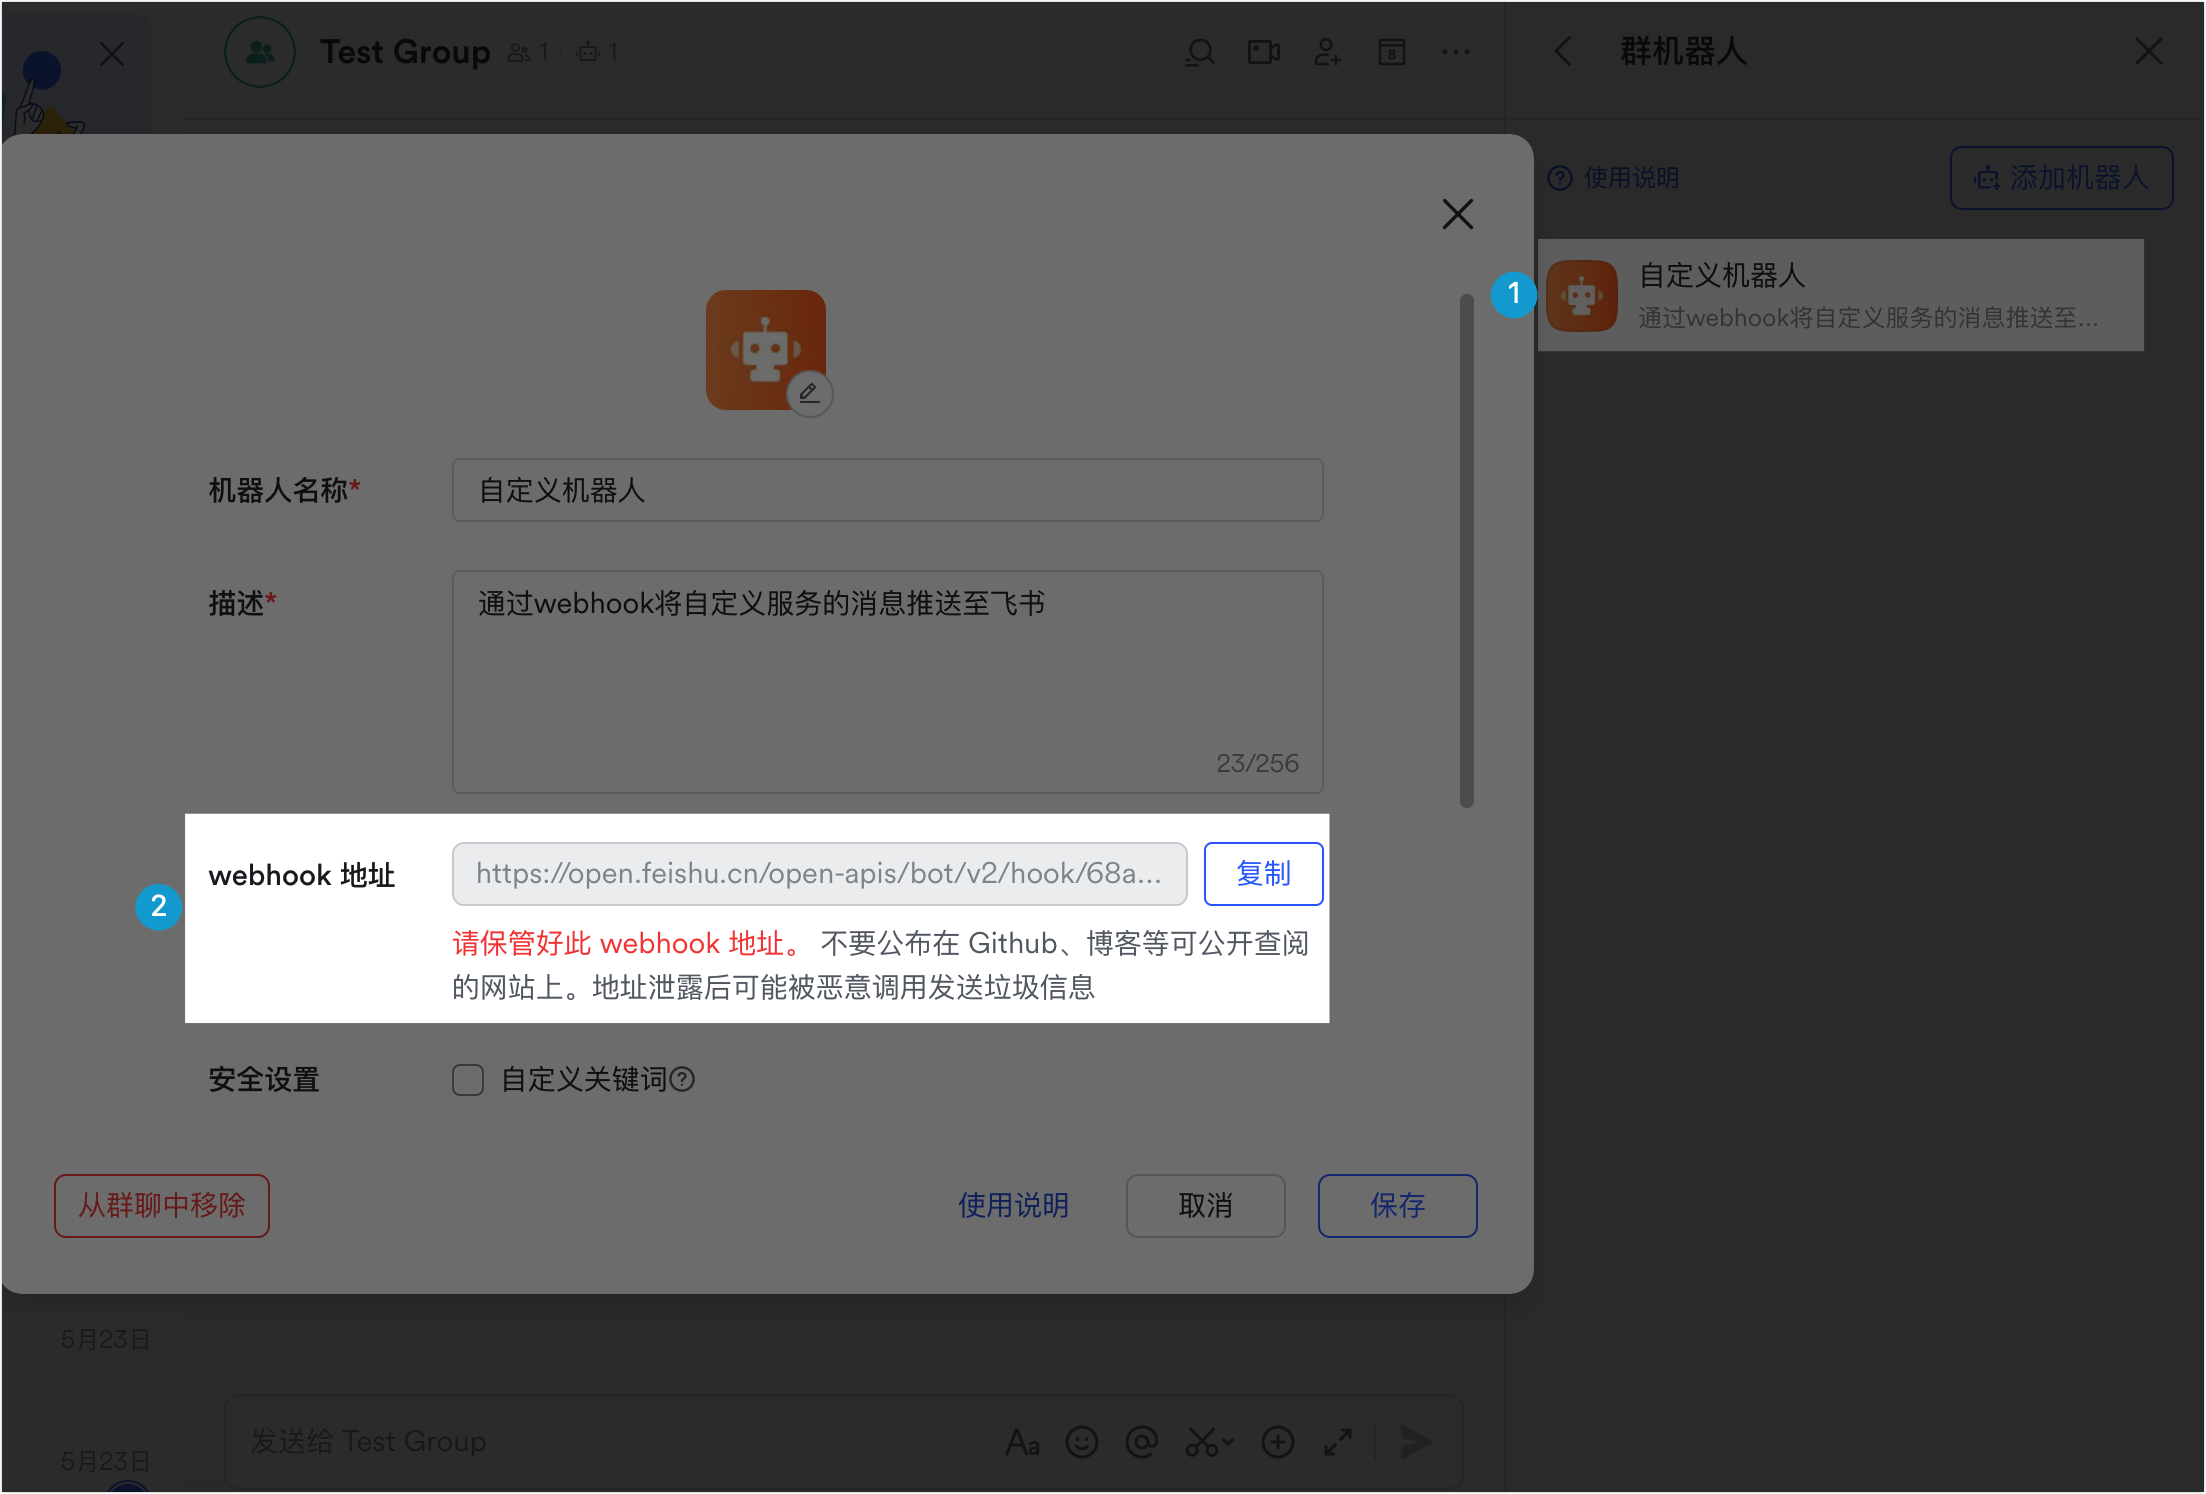 Test Group 1 1
8
群机器人
使用说明
添加机器人
1
自定义机器人
通过webhook将自定义服务的消息推送至...
机器人名称*
自定义机器人
描述*
通过webhook将自定义服务的消息推送至飞书
23/256
2
webhook 地址
https://open.feishu.cn/open-apis/bot/v2/hook/68a...
复制
请保管好此 webhook 地址。 不要公布在 Github、博客等可公开查阅
的网站上。地址泄露后可能被恶意调用发送垃圾信息
安全设置
自定义关键词
从群聊中移除
使用说明
取消
保存
5月23日
发送给 Test Group
Aa
5月23日